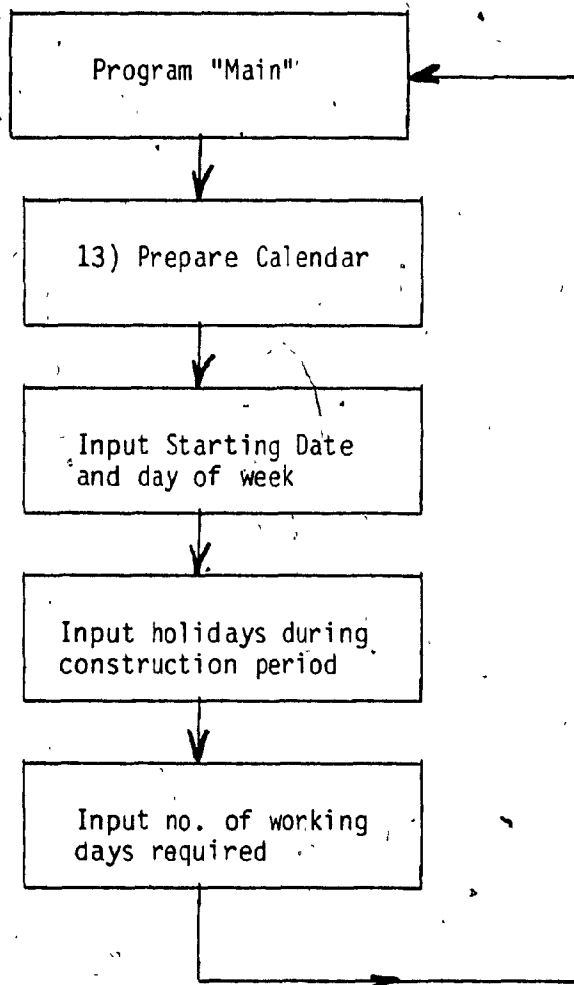 Program "Main"
13) Prepare Calendar
Input Starting Date
and day of week
Input holidays during
construction period
Input no. of working
days required